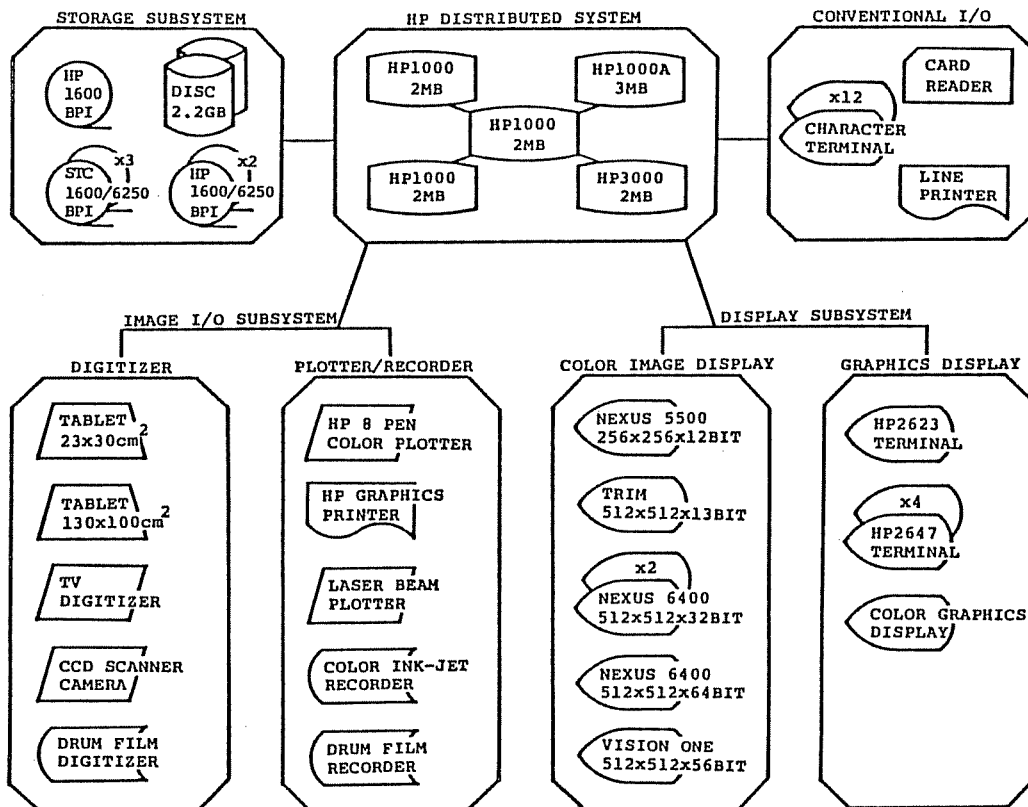 STORAGE SUBSYSTEM
HP
1600
BPI
DISC
2.2GB
x3
STC
1600/6250
BPI
x2
HP
1600/6250
BPI
HP DISTRIBUTED SYSTEM
HP1000
2MB
HP1000A
3MB
HP1000
2MB
HP1000
2MB
HP3000
2MB
CONVENTIONAL I/O
CARD
READER
x12
CHARACTER
TERMINAL
LINE
PRINTER
IMAGE I/O SUBSYSTEM
DISPLAY SUBSYSTEM
DIGITIZER
TABLET
23x30cm2
TABLET
130x100cm2
TV
DIGITIZER
CCD SCANNER
CAMERA
DRUM FILM
DIGITIZER
PLOTTER/RECORDER
HP 8 PEN
COLOR PLOTTER
HP GRAPHICS
PRINTER
LASER BEAM
PLOTTER
COLOR INK-JET
RECORDER
DRUM FILM
RECORDER
COLOR IMAGE DISPLAY
NEXUS 5500
256x256x12BIT
TRIM
512x512x13BIT
x2
NEXUS 6400
512x512x32BIT
NEXUS 6400
512x512x64BIT
VISION ONE
512x512x56BIT
GRAPHICS DISPLAY
HP2623
TERMINAL
x4
HP2647
TERMINAL
COLOR GRAPHICS
DISPLAY